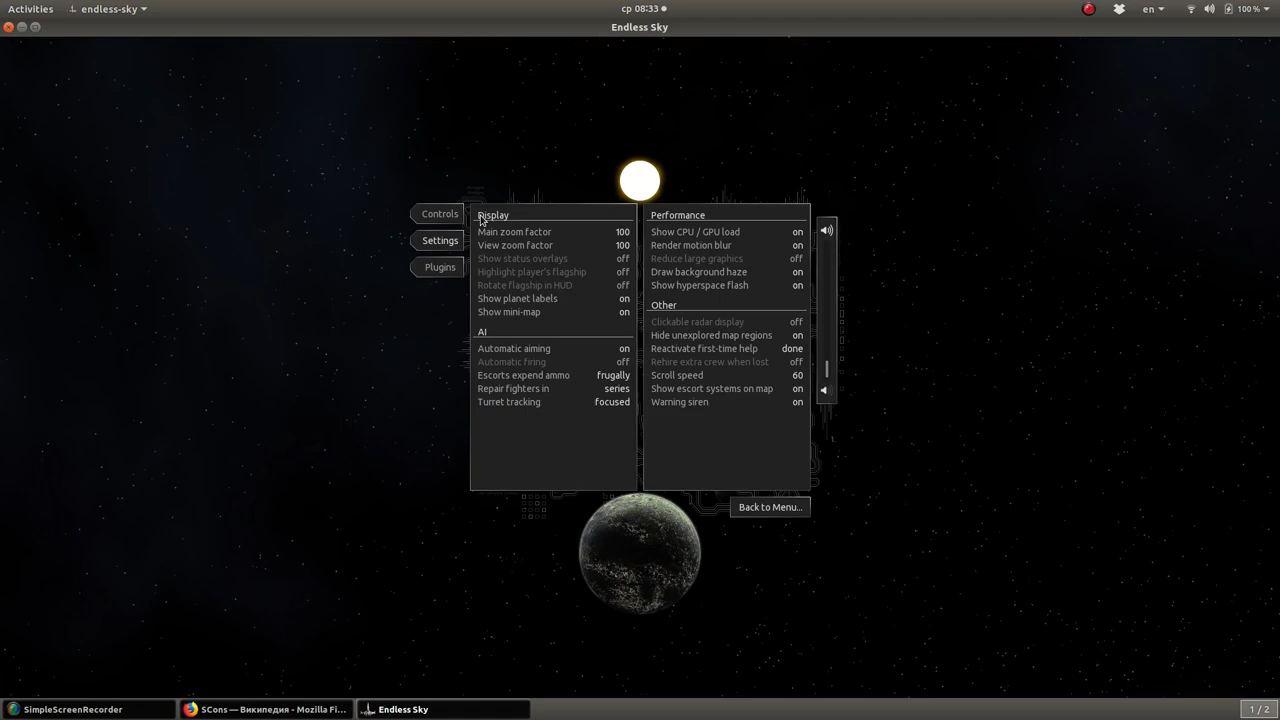 Activities endless-sky ср 08:33 en 100 %
Endless Sky
Controls
Settings
Plugins
Display
Main zoom factor 100
View zoom factor 100
Show status overlays off
Highlight player's flagship off
Rotate flagship in HUD off
Show planet labels on
Show mini-map on
AI
Automatic aiming on
Automatic firing off
Escorts expend ammo frugally
Repair fighters in series
Turret tracking focused
Performance
Show CPU / GPU load on
Render motion blur on
Reduce large graphics off
Draw background haze on
Show hyperspace flash on
Other
Clickable radar display off
Hide unexplored map regions on
Reactivate first-time help done
Rehire extra crew when lost off
Scroll speed 60
Show escort systems on map on
Warning siren on
Back to Menu...
SimpleScreenRecorder SCons — Википедия - Mozilla Fi... Endless Sky 1 / 2